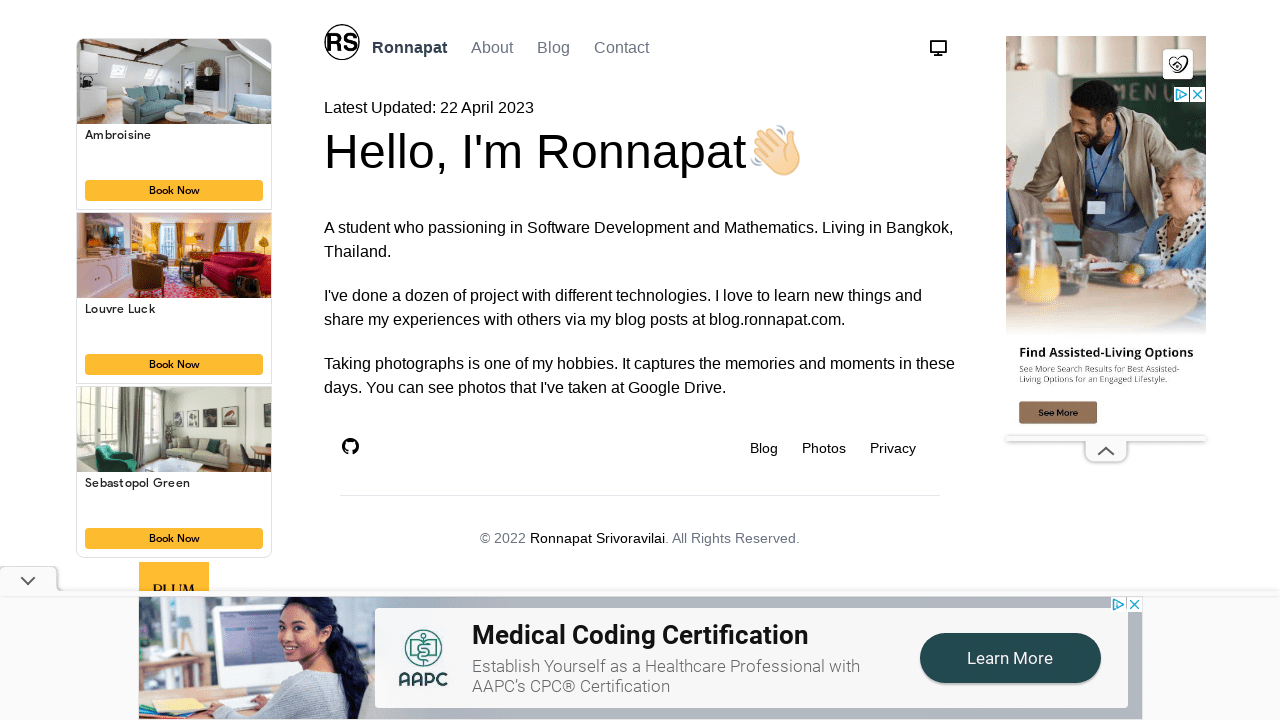 RS
Ronnapat
About
Blog
Contact
Latest Updated: 22 April 2023
Hello, I'm Ronnapat
A student who passioning in Software Development and Mathematics. Living in Bangkok,
Thailand.
I've done a dozen of project with different technologies. I love to learn new things and
share my experiences with others via my blog posts at blog.ronnapat.com.
Taking photographs is one of my hobbies. It captures the memories and moments in these
days. You can see photos that I've taken at Google Drive.
Blog
Photos
Privacy
© 2022 Ronnapat Srivoravilai. All Rights Reserved.
Ambroisine
Book Now
Louvre Luck
Book Now
Sebastopol Green
Book Now
PLUM
MENU
Find Assisted-Living Options
See More Search Results for Best Assisted-
Living Options for an Engaged Lifestyle.
See More
AAPC
Medical Coding Certification
Establish Yourself as a Healthcare Professional with
AAPC's CPC® Certification
Learn More